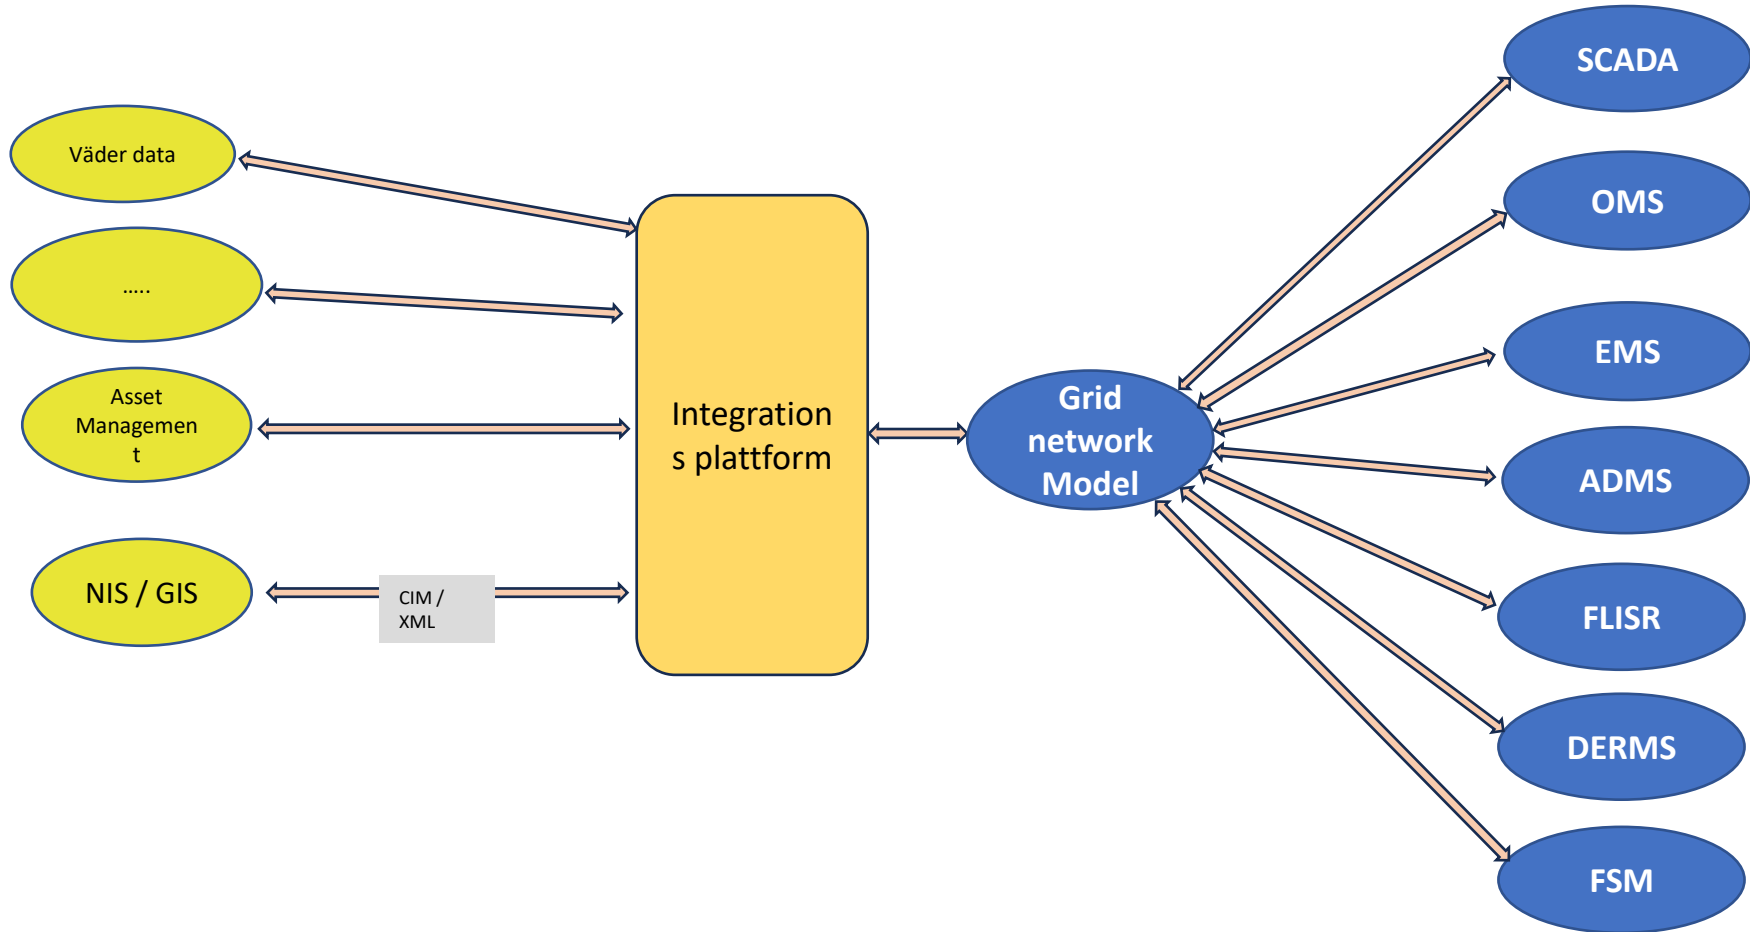 Väder data
…..
Asset
Managemen
t
NIS / GIS
CIM /
XML
Integration
s plattform
Grid
network
Model
SCADA
OMS
EMS
ADMS
FLISR
DERMS
FSM